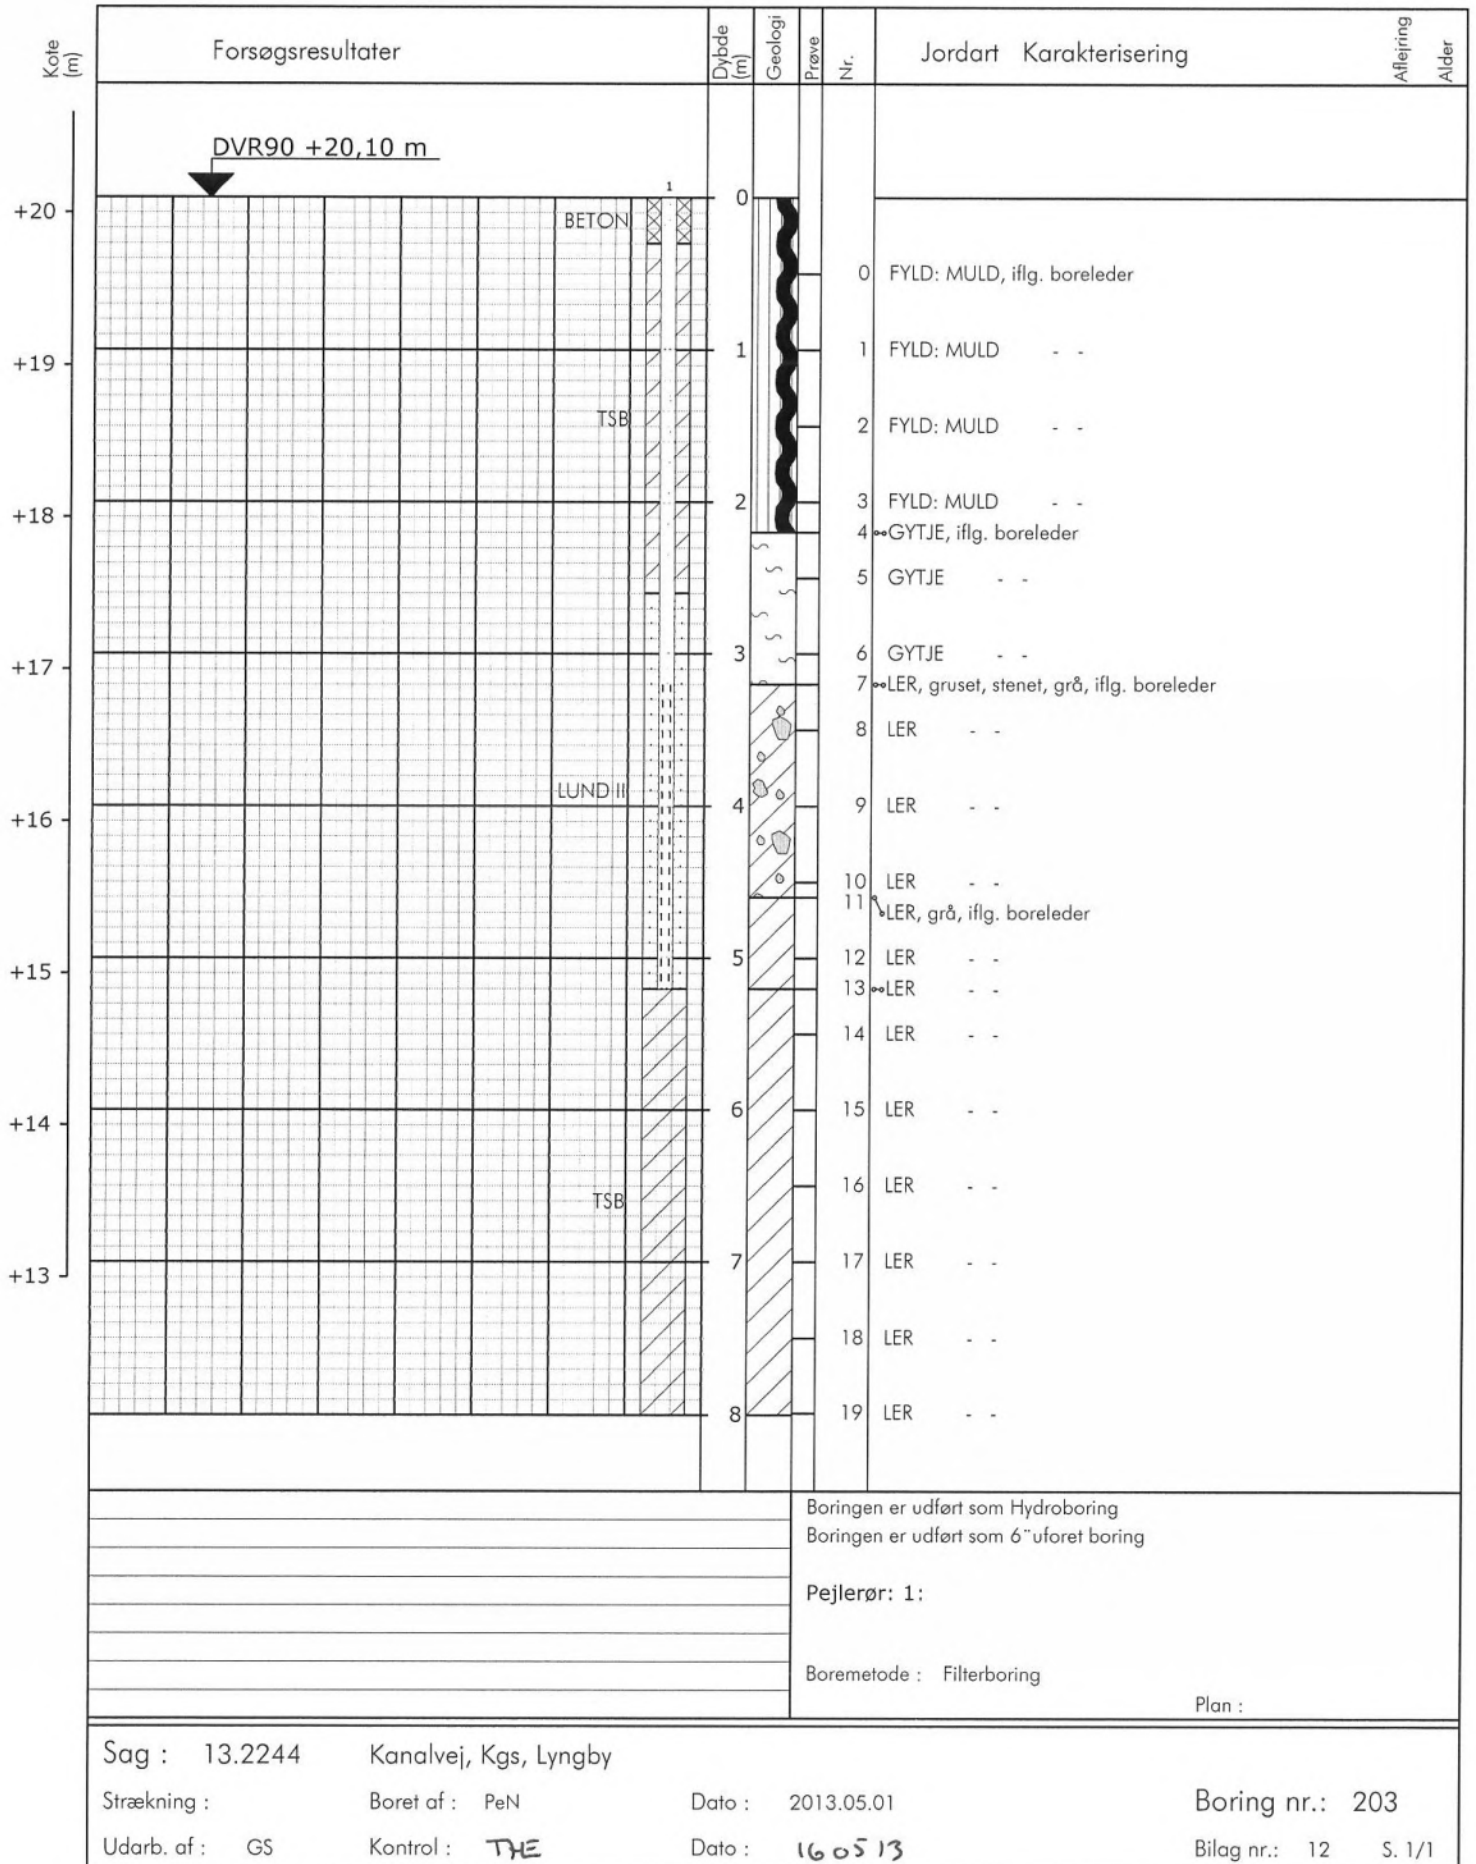 Kote (m) Forsøgsresultater Dybde (m) Geologi Prøve Nr. Jordart Karakterisering Aflejring Alder
DVR90 +20,10 m
1
+20 BETON 0
0 FYLD: MULD, iflg. boreleder
+19 1 1 FYLD: MULD - -
TSB 2 FYLD: MULD - -
+18 2 3 FYLD: MULD - -
4 GYTJE, iflg. boreleder
5 GYTJE - -
+17 3 6 GYTJE - -
7 LER, gruset, stenet, grå, iflg. boreleder
8 LER - -
+16 LUND II 4 9 LER - -
10 LER - -
11 LER, grå, iflg. boreleder
+15 5 12 LER - -
13 LER - -
14 LER - -
+14 6 15 LER - -
TSB 16 LER - -
+13 7 17 LER - -
18 LER - -
8 19 LER - -
Boringen er udført som Hydroboring
Boringen er udført som 6¨uforet boring
Pejlerør: 1:
Boremetode : Filterboring
Plan :
Sag : 13.2244 Kanalvej, Kgs, Lyngby
Strækning : Boret af : PeN Dato : 2013.05.01 Boring nr.: 203
Udarb. af : GS Kontrol : THE Dato : 160513 Bilag nr.: 12 S. 1/1